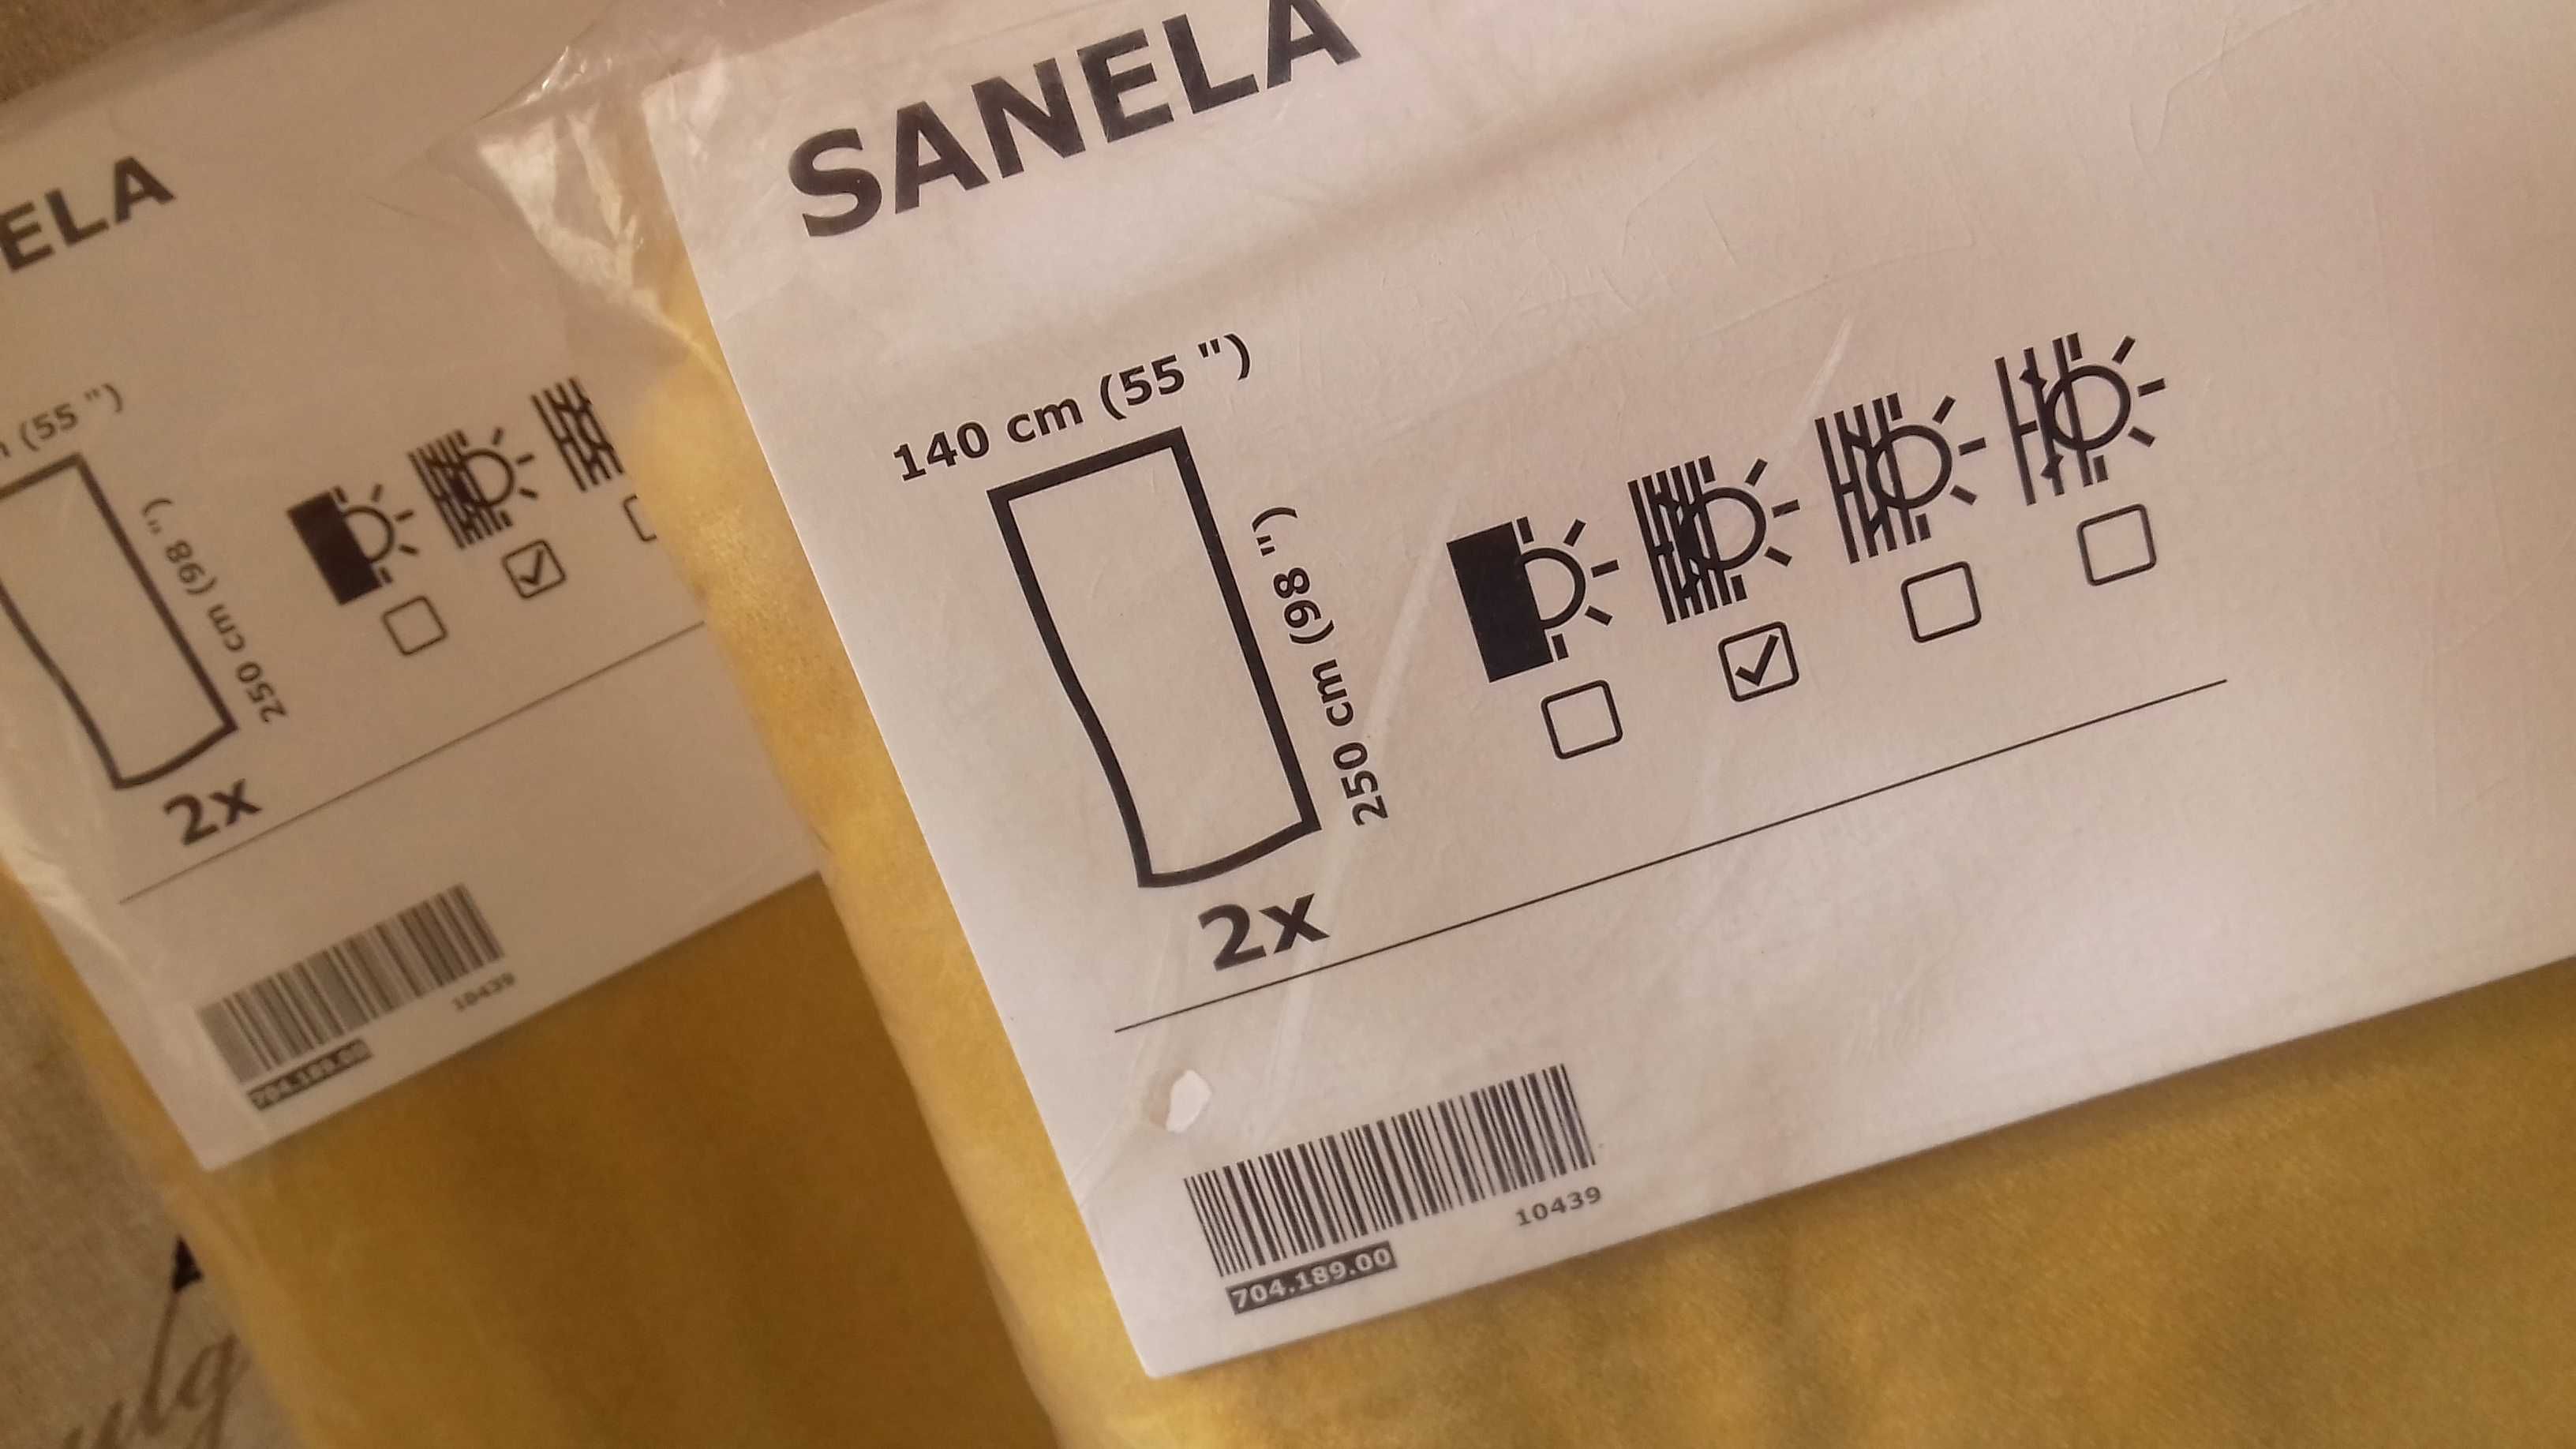 ELA
(55 ")
250 cm (98 ")
2x
10439
704.189.00
SANELA
140 cm (55 ")
250 cm (98 ")
2x
10439
704.189.00